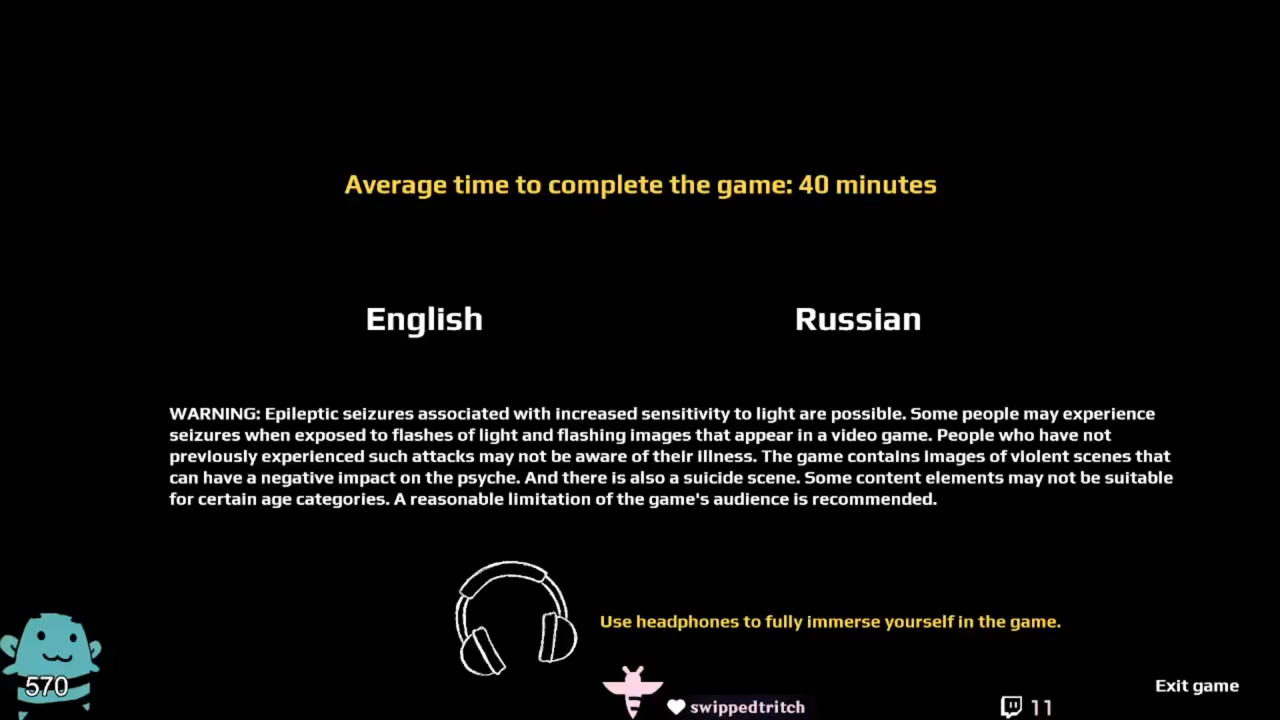 Average time to complete the game: 40 minutes
English
Russian
WARNING: Epileptic seizures associated with increased sensitivity to light are possible. Some people may experience
seizures when exposed to flashes of light and flashing images that appear in a video game. People who have not
previously experienced such attacks may not be aware of their illness. The game contains images of violent scenes that
can have a negative impact on the psyche. And there is also a suicide scene. Some content elements may not be suitable
for certain age categories. A reasonable limitation of the game's audience is recommended.
Use headphones to fully immerse yourself in the game.
570
Exit game
swippedtritch
11